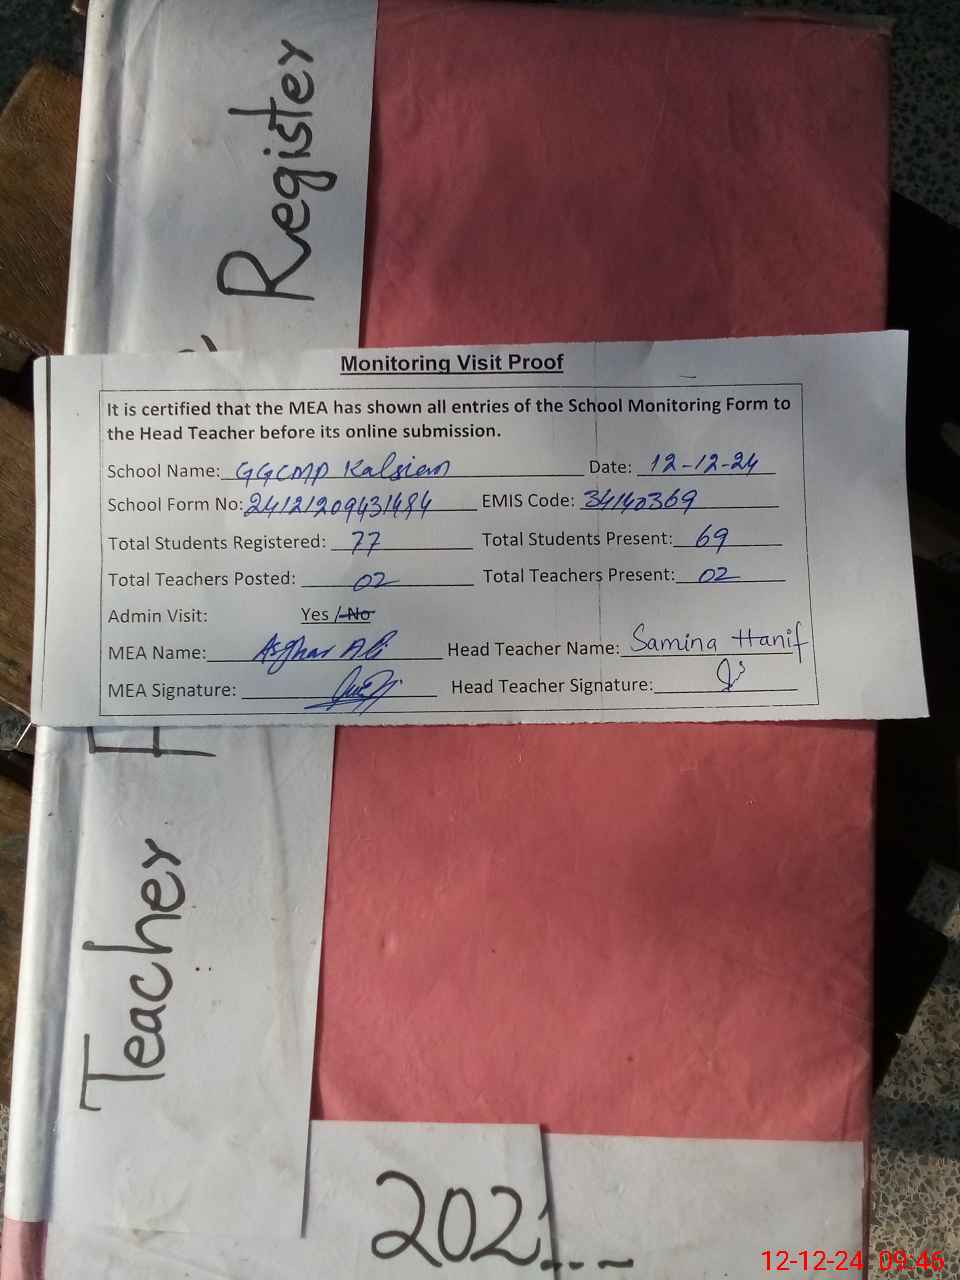 Register
Monitoring Visit Proof
It is certified that the MEA has shown all entries of the School Monitoring Form to
the Head Teacher before its online submission.
School Name: GGCMP Kalsian Date: 12-12-24
School Form No: 24121209431484 EMIS Code: 34140369
Total Students Registered: 77 Total Students Present: 69
Total Teachers Posted: 02 Total Teachers Present: 02
Admin Visit: Yes / No
MEA Name: Asghar Ali Head Teacher Name: Samina Hanif
MEA Signature: Head Teacher Signature:
Teacher
202
12-12-24 09:46